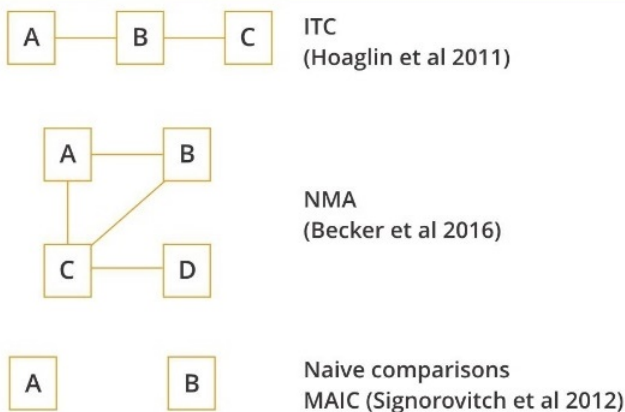 A B C
ITC
(Hoaglin et al 2011)
A B
C D
NMA
(Becker et al 2016)
A B
Naive comparisons
MAIC (Signorovitch et al 2012)